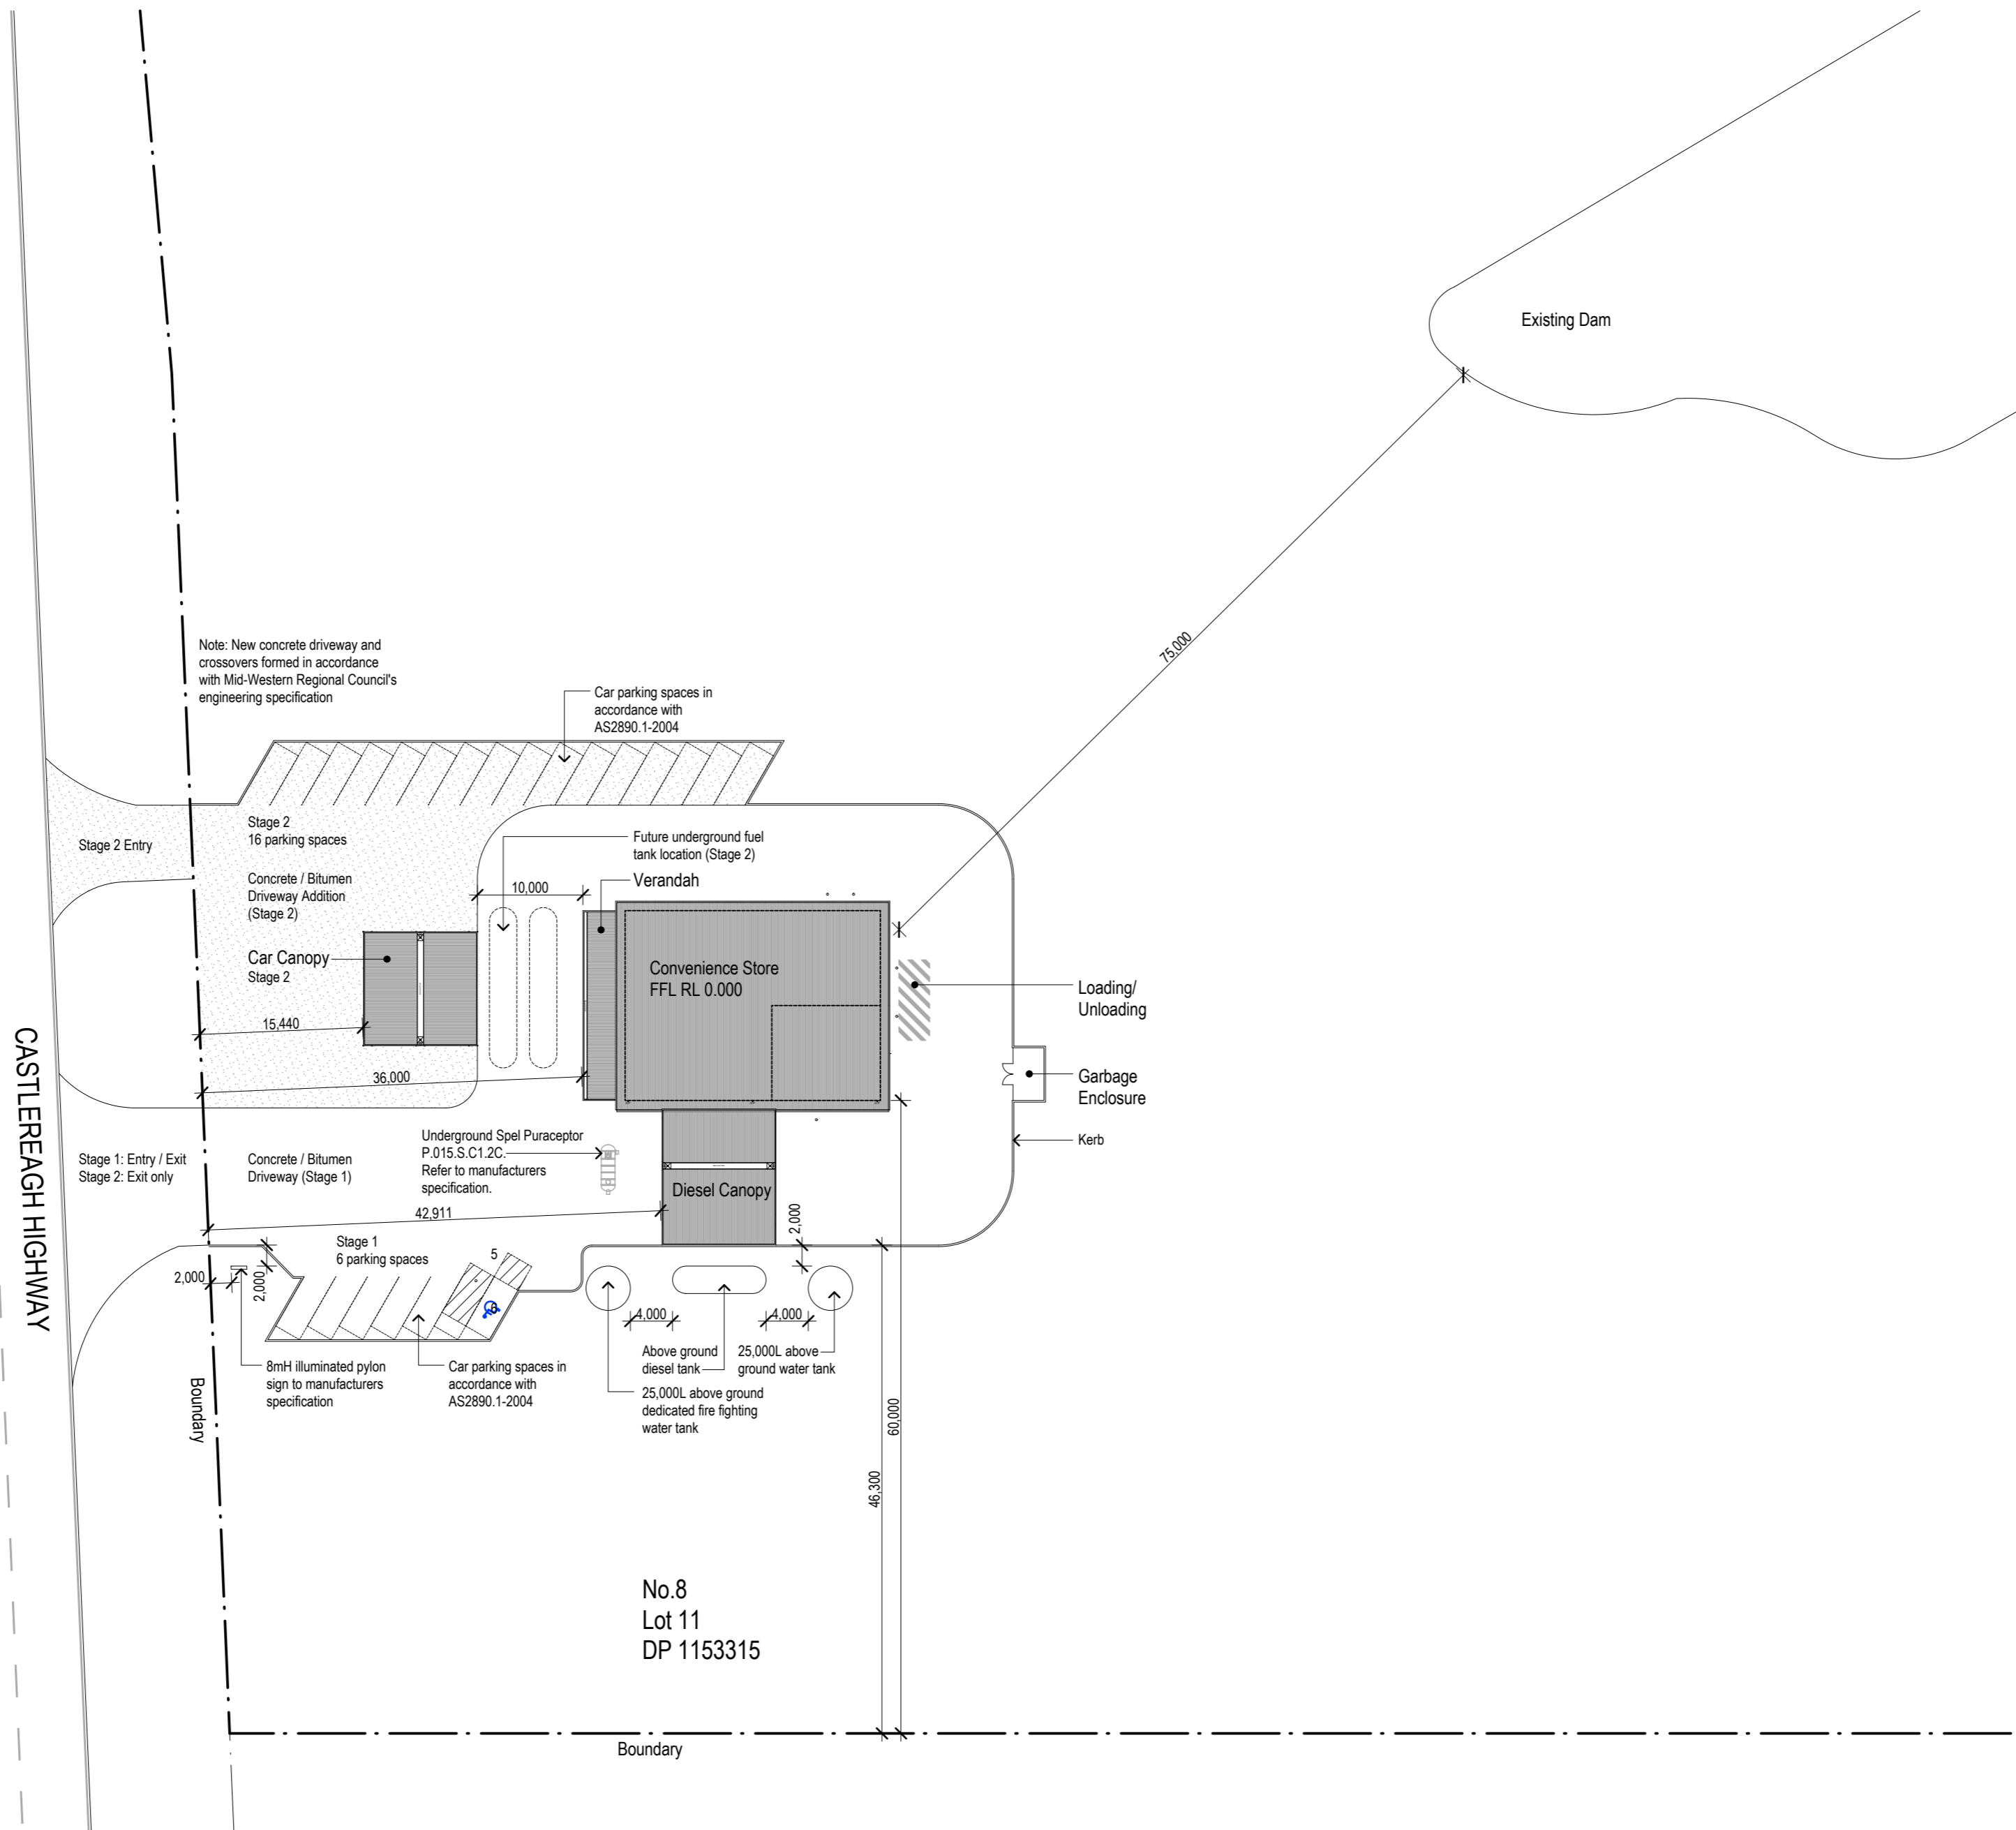 Existing Dam
75,000
Note: New concrete driveway and
crossovers formed in accordance
with Mid-Western Regional Council's
engineering specification
Car parking spaces in
accordance with
AS2890.1-2004
Stage 2
16 parking spaces
Stage 2 Entry
Future underground fuel
tank location (Stage 2)
Verandah
Concrete / Bitumen
Driveway Addition
(Stage 2)
10,000
Car Canopy
Stage 2
Convenience Store
FFL RL 0.000
Loading/
Unloading
15,440
36,000
Garbage
Enclosure
CASTLEREAGH HIGHWAY
Kerb
Underground Spel Puraceptor
P.015.S.C1.2C.
Refer to manufacturers
specification.
Stage 1: Entry / Exit
Stage 2: Exit only
Concrete / Bitumen
Driveway (Stage 1)
Diesel Canopy
42,911
2,000
Stage 1
6 parking spaces
5
6
2,000
2,000
4,000
4,000
8mH illuminated pylon
sign to manufacturers
specification
Car parking spaces in
accordance with
AS2890.1-2004
Above ground
diesel tank
25,000L above
ground water tank
25,000L above ground
dedicated fire fighting
water tank
Boundary
60,000
46,300
No.8
Lot 11
DP 1153315
Boundary